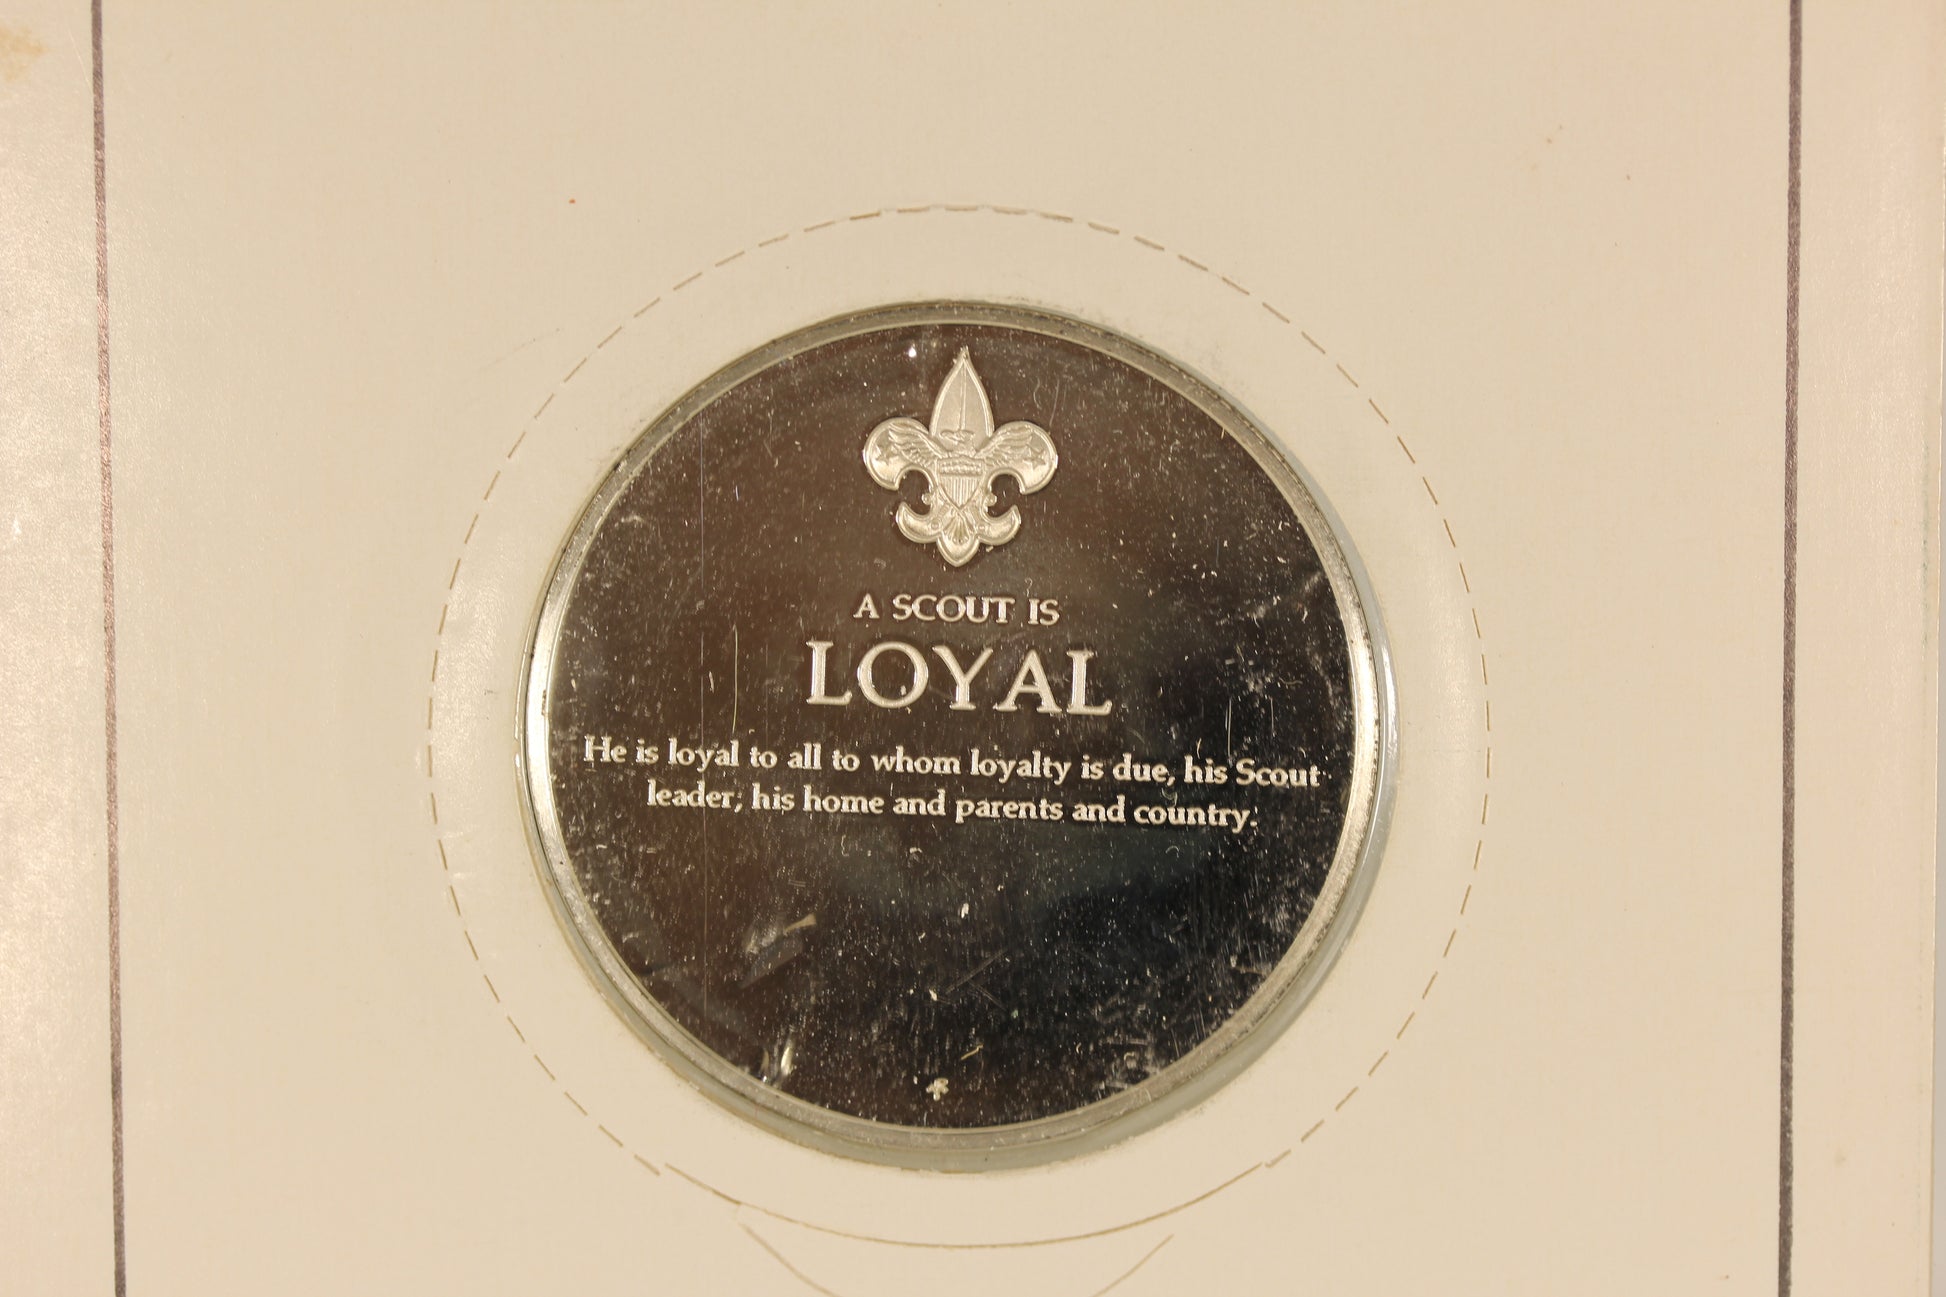 A SCOUT IS
LOYAL
He is loyal to all to whom loyalty is due, his Scout
leader, his home and parents and country.